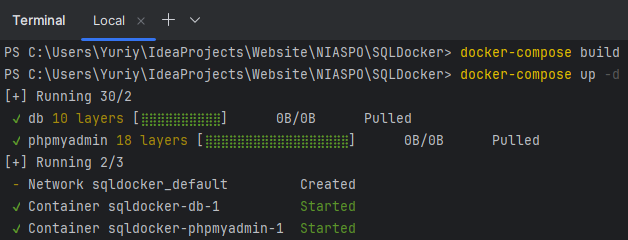 Terminal Local × + ∨
PS C:\Users\Yuriy\IdeaProjects\Website\NIASPO\SQLDocker> docker-compose build
PS C:\Users\Yuriy\IdeaProjects\Website\NIASPO\SQLDocker> docker-compose up -d
[+] Running 30/2
✓ db 10 layers [⣿⣿⣿⣿⣿⣿⣿⣿⣿⣿] 0B/0B Pulled
✓ phpmyadmin 18 layers [⣿⣿⣿⣿⣿⣿⣿⣿⣿⣿⣿⣿⣿⣿⣿⣿⣿⣿] 0B/0B Pulled
[+] Running 2/3
- Network sqldocker_default Created
✓ Container sqldocker-db-1 Started
✓ Container sqldocker-phpmyadmin-1 Started